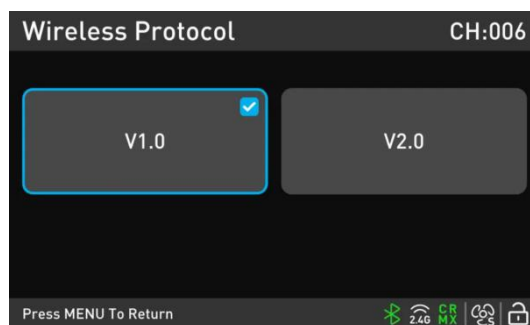 Wireless Protocol CH:006
V1.0 V2.0
Press MENU To Return 2.4G CR MX S